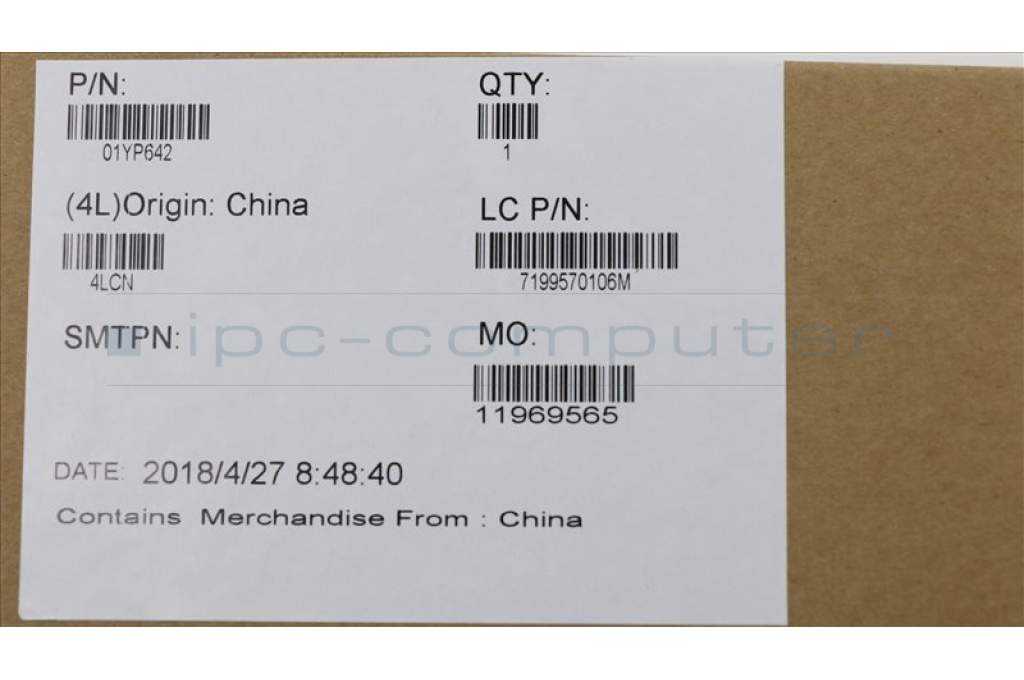 P/N:
01YP642
QTY:
1
(4L)Origin: China
4LCN
LC P/N:
7199570106M
SMTPN:
MO:
11969565
ipc-computer
DATE: 2018/4/27 8:48:40
Contains Merchandise From : China